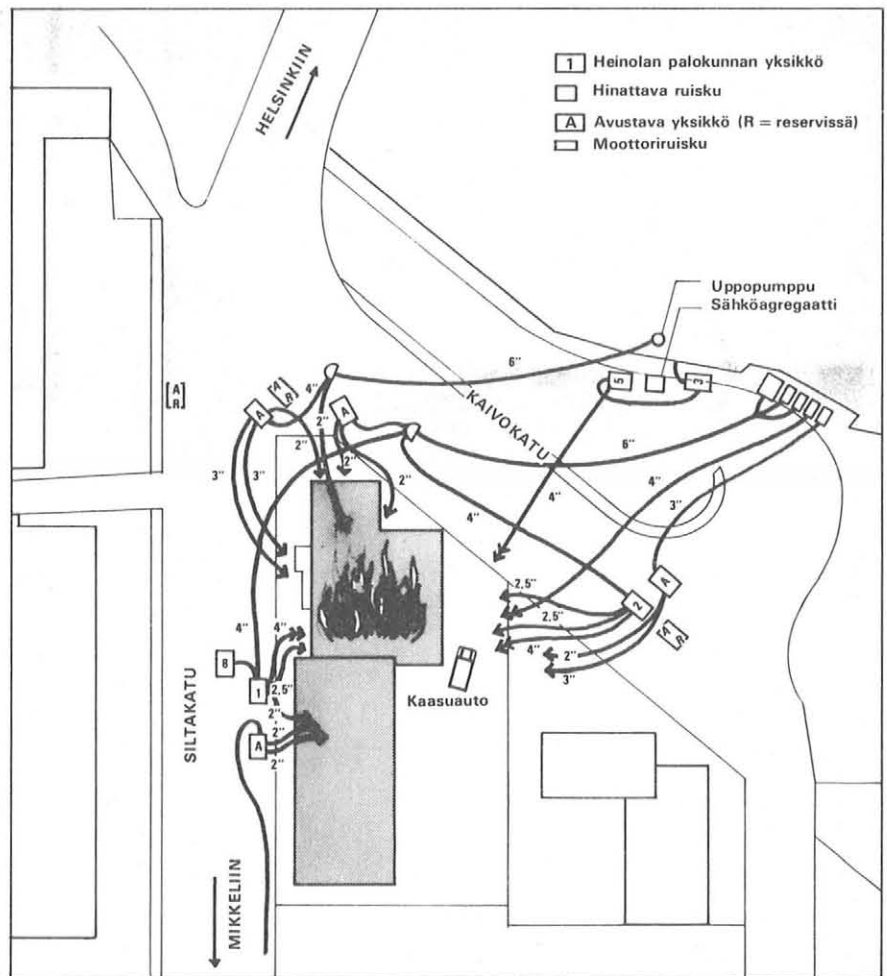 1 Heinolan palokunnan yksikkö
Hinattava ruisku
A Avustava yksikkö (R = reservissä)
Moottoriruisku
HELSINKIIN
Uppopumppu
Sähköagregaatti
6"
5
3
KAIVOKATU
A
R
A
R
4"
A
A
2"
2"
2"
2"
6"
3"
3"
4"
4"
4"
3"
2,5"
2,5"
A
2
A
R
4"
2"
3"
4"
4"
8
1
2,5"
2"
2"
A
2"
Kaasuauto
SILTAKATU
MIKKELIIN